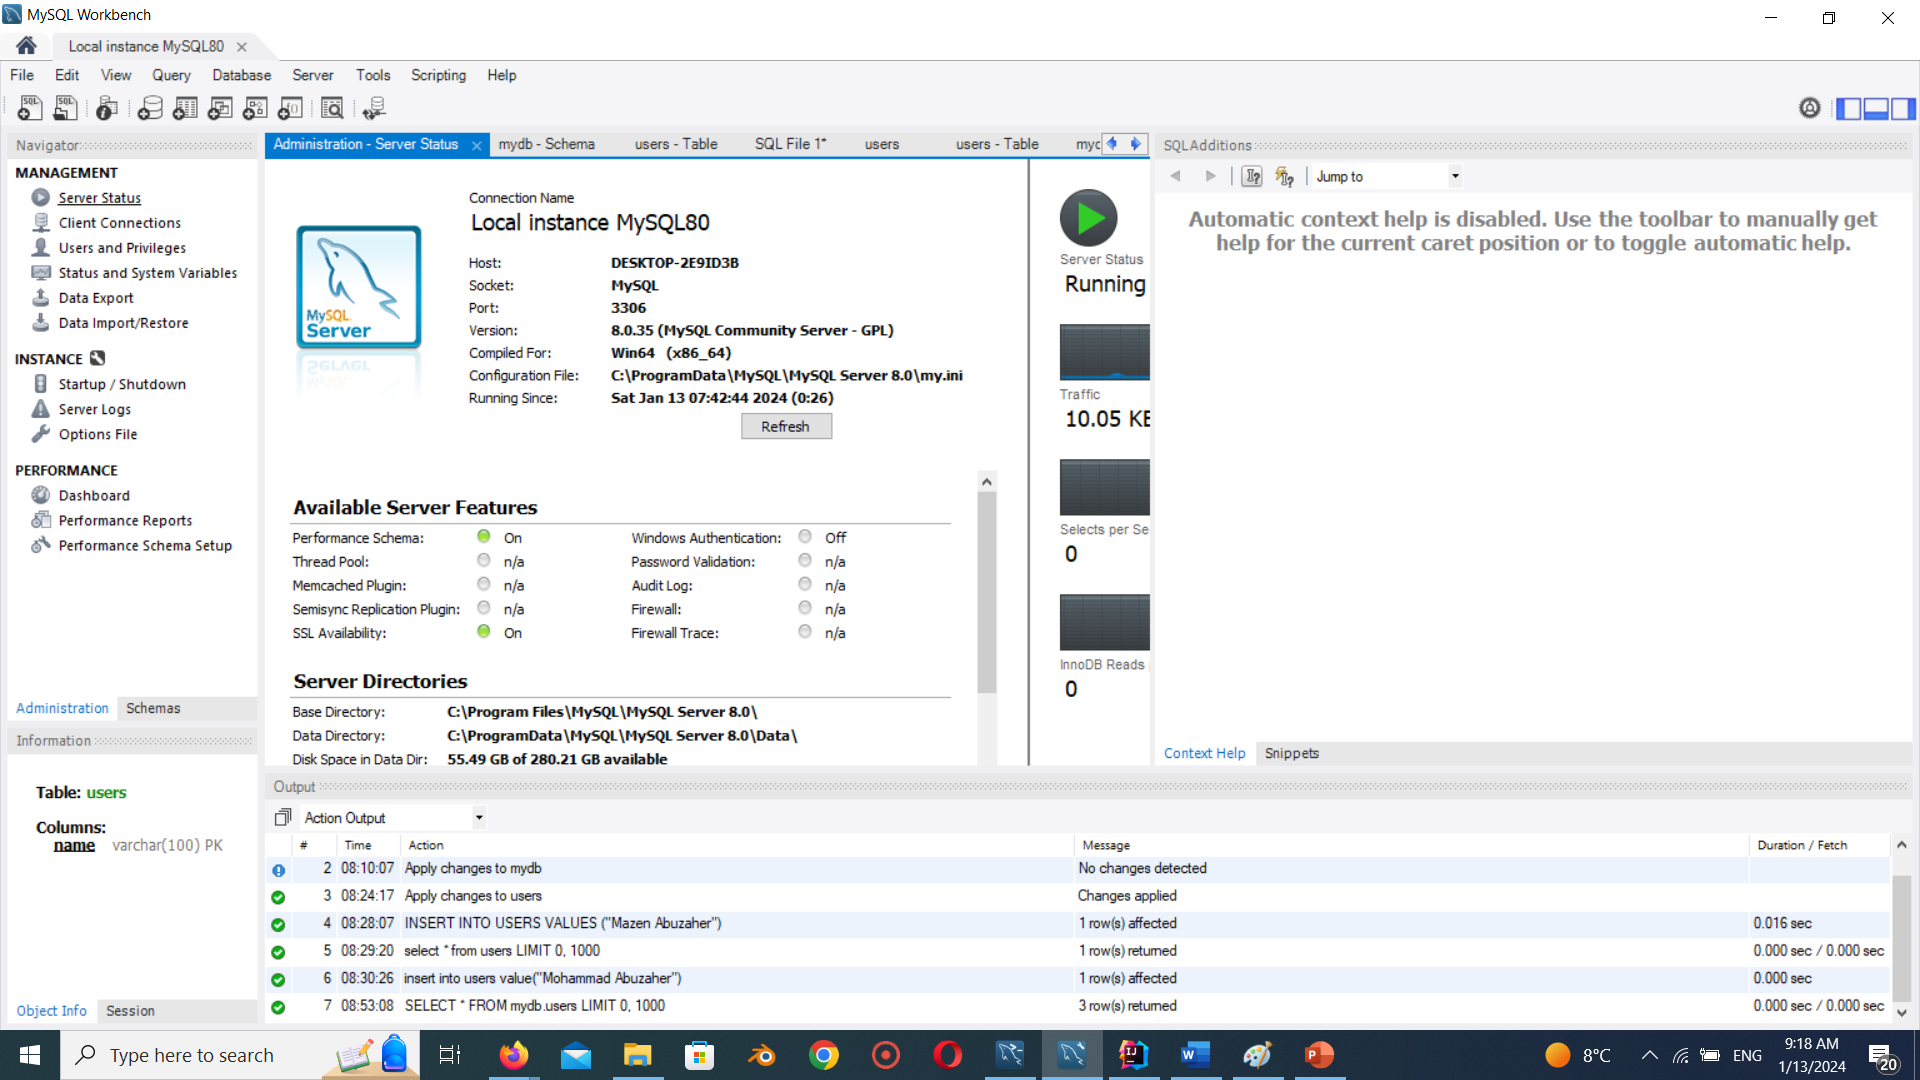 MySQL Workbench
Local instance MySQL80
File Edit View Query Database Server Tools Scripting Help
Navigator
MANAGEMENT
Server Status
Client Connections
Users and Privileges
Status and System Variables
Data Export
Data Import/Restore
INSTANCE
Startup / Shutdown
Server Logs
Options File
PERFORMANCE
Dashboard
Performance Reports
Performance Schema Setup
Administration Schemas
Information
Table: users
Columns:
name varchar(100) PK
Object Info Session
Administration - Server Status mydb - Schema users - Table SQL File 1* users users - Table myd
Connection Name
Local instance MySQL80
Host: DESKTOP-2E9ID3B
Socket: MySQL
Port: 3306
Version: 8.0.35 (MySQL Community Server - GPL)
Compiled For: Win64 (x86_64)
Configuration File: C:\ProgramData\MySQL\MySQL Server 8.0\my.ini
Running Since: Sat Jan 13 07:42:44 2024 (0:26)
Refresh
MySQL
Server
Available Server Features
Performance Schema: On Windows Authentication: Off
Thread Pool: n/a Password Validation: n/a
Memcached Plugin: n/a Audit Log: n/a
Semisync Replication Plugin: n/a Firewall: n/a
SSL Availability: On Firewall Trace: n/a
Server Directories
Base Directory: C:\Program Files\MySQL\MySQL Server 8.0\
Data Directory: C:\ProgramData\MySQL\MySQL Server 8.0\Data\
Disk Space in Data Dir: 55.49 GB of 280.21 GB available
Server Status
Running
Traffic
10.05 KE
Selects per Se
0
InnoDB Reads
0
SQLAdditions
Jump to
Automatic context help is disabled. Use the toolbar to manually get
help for the current caret position or to toggle automatic help.
Context Help Snippets
Output
Action Output
# Time Action Message Duration / Fetch
2 08:10:07 Apply changes to mydb No changes detected
3 08:24:17 Apply changes to users Changes applied
4 08:28:07 INSERT INTO USERS VALUES ("Mazen Abuzaher") 1 row(s) affected 0.016 sec
5 08:29:20 select * from users LIMIT 0, 1000 1 row(s) returned 0.000 sec / 0.000 sec
6 08:30:26 insert into users value("Mohammad Abuzaher") 1 row(s) affected 0.000 sec
7 08:53:08 SELECT * FROM mydb.users LIMIT 0, 1000 3 row(s) returned 0.000 sec / 0.000 sec
Type here to search
8°C
ENG
9:18 AM
1/13/2024
20